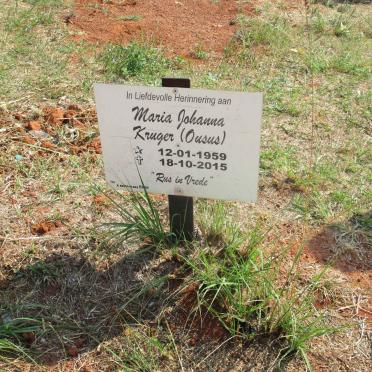 In Liefdevolle Herinnering aan
Maria Johanna
Kruger (Ousus)
12-01-1959
18-10-2015
"Rus in Vrede"